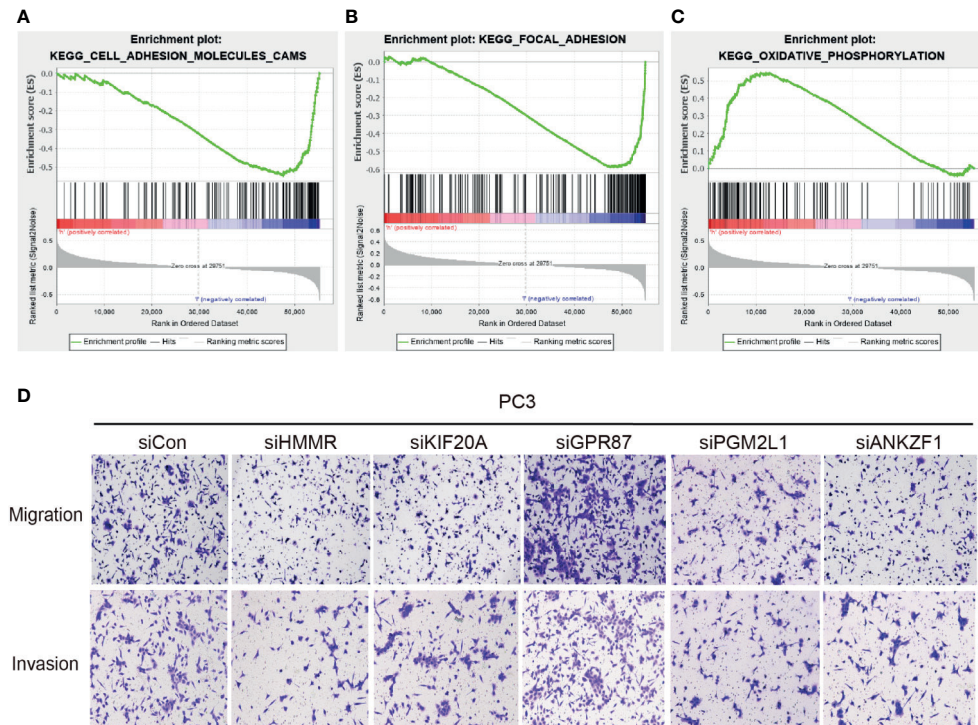 A
Enrichment plot:
KEGG_CELL_ADHESION_MOLECULES_CAMS
Enrichment score (ES)
0.0
-0.1
-0.2
-0.3
-0.4
-0.5
'h' (positively correlated)
Ranked list metric (Signal2Noise)
0.5
0.0
-0.5
Zero cross at 29751
'l' (negatively correlated)
0
10,000
20,000
30,000
40,000
50,000
Rank in Ordered Dataset
Enrichment profile
Hits
Ranking metric scores
B
Enrichment plot: KEGG_FOCAL_ADHESION
Enrichment score (ES)
0.0
-0.1
-0.2
-0.3
-0.4
-0.5
-0.6
'h' (positively correlated)
Ranked list metric (Signal2Noise)
0.8
0.6
0.4
0.2
0.0
-0.2
-0.4
-0.6
-0.8
Zero cross at 29751
'l' (negatively correlated)
0
10,000
20,000
30,000
40,000
50,000
Rank in Ordered Dataset
Enrichment profile
Hits
Ranking metric scores
C
Enrichment plot:
KEGG_OXIDATIVE_PHOSPHORYLATION
Enrichment score (ES)
0.5
0.4
0.3
0.2
0.1
0.0
'h' (positively correlated)
Ranked list metric (Signal2Noise)
0.5
0.0
-0.5
Zero cross at 29751
'l' (negatively correlated)
0
10,000
20,000
30,000
40,000
50,000
Rank in Ordered Dataset
Enrichment profile
Hits
Ranking metric scores
D
PC3
siCon siHMMR siKIF20A siGPR87 siPGM2L1 siANKZF1
Migration
Invasion